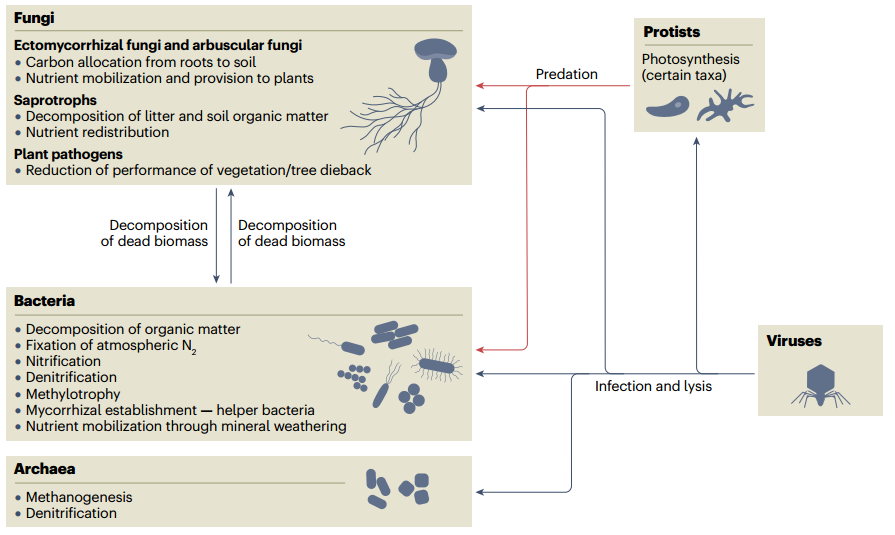 Fungi
Ectomycorrhizal fungi and arbuscular fungi
• Carbon allocation from roots to soil
• Nutrient mobilization and provision to plants
Saprotrophs
• Decomposition of litter and soil organic matter
• Nutrient redistribution
Plant pathogens
• Reduction of performance of vegetation/tree dieback
Predation
Protists
Photosynthesis
(certain taxa)
Decomposition
of dead biomass
Decomposition
of dead biomass
Bacteria
• Decomposition of organic matter
• Fixation of atmospheric N₂
• Nitrification
• Denitrification
• Methylotrophy
• Mycorrhizal establishment — helper bacteria
• Nutrient mobilization through mineral weathering
Viruses
Infection and lysis
Archaea
• Methanogenesis
• Denitrification